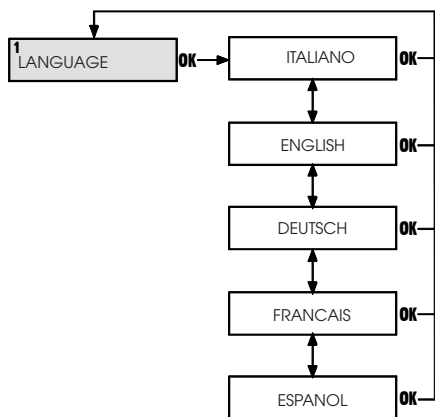 1
LANGUAGE OK ITALIANO OK
ENGLISH OK
DEUTSCH OK
FRANCAIS OK
ESPANOL OK